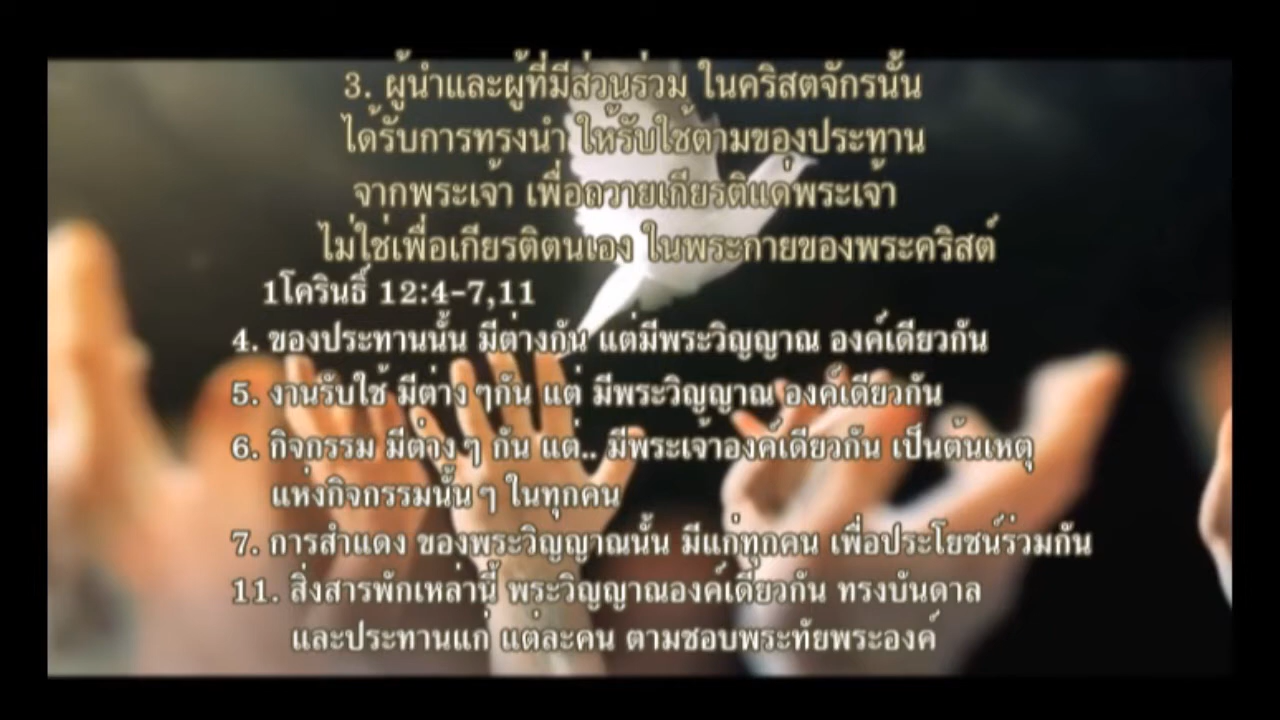 3. ผู้นำและผู้ที่มีส่วนร่วม ในคริสตจักรนั้น
ได้รับการทรงนำ ให้รับใช้ตามของประทาน
จากพระเจ้า เพื่อถวายเกียรติแด่พระเจ้า
ไม่ใช่เพื่อเกียรติตนเอง ในพระกายของพระคริสต์
1โครินธิ์ 12:4-7,11
4. ของประทานนั้น มีต่างกัน แต่มีพระวิญญาณ องค์เดียวกัน
5. งานรับใช้ มีต่าง ๆกัน แต่ มีพระวิญญาณ องค์เดียวกัน
6. กิจกรรม มีต่าง ๆ กัน แต่.. มีพระเจ้าองค์เดียวกัน เป็นต้นเหตุ
แห่งกิจกรรมนั้น ๆ ในทุกคน
7. การสำแดง ของพระวิญญาณนั้น มีแก่ทุกคน เพื่อประโยชน์ร่วมกัน
11. สิ่งสารพักเหล่านี้ พระวิญญาณองค์เดียวกัน ทรงบันดาล
และประทานแก่ แต่ละคน ตามชอบพระทัยพระองค์